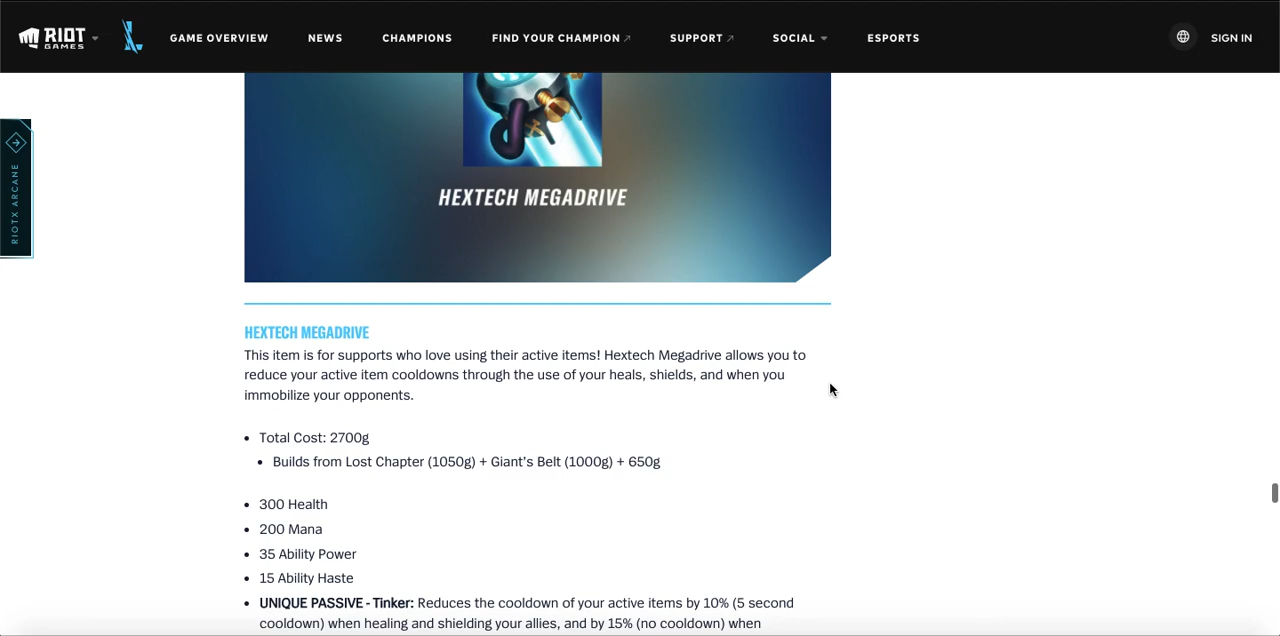 RIOT GAMES
GAME OVERVIEW
NEWS
CHAMPIONS
FIND YOUR CHAMPION
SUPPORT
SOCIAL
ESPORTS
SIGN IN
RIOTX ARCANE
HEXTECH MEGADRIVE
HEXTECH MEGADRIVE
This item is for supports who love using their active items! Hextech Megadrive allows you to
reduce your active item cooldowns through the use of your heals, shields, and when you
immobilize your opponents.
Total Cost: 2700g
Builds from Lost Chapter (1050g) + Giant's Belt (1000g) + 650g
300 Health
200 Mana
35 Ability Power
15 Ability Haste
UNIQUE PASSIVE - Tinker: Reduces the cooldown of your active items by 10% (5 second
cooldown) when healing and shielding your allies, and by 15% (no cooldown) when